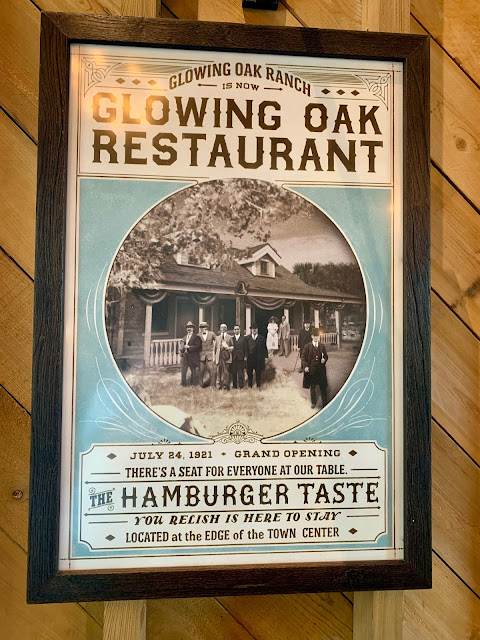 GLOWING OAK RANCH
IS NOW
GLOWING OAK
RESTAURANT
JULY 24, 1921 • GRAND OPENING
THERE'S A SEAT FOR EVERYONE AT OUR TABLE.
THE HAMBURGER TASTE
YOU RELISH IS HERE TO STAY
LOCATED at the EDGE of the TOWN CENTER